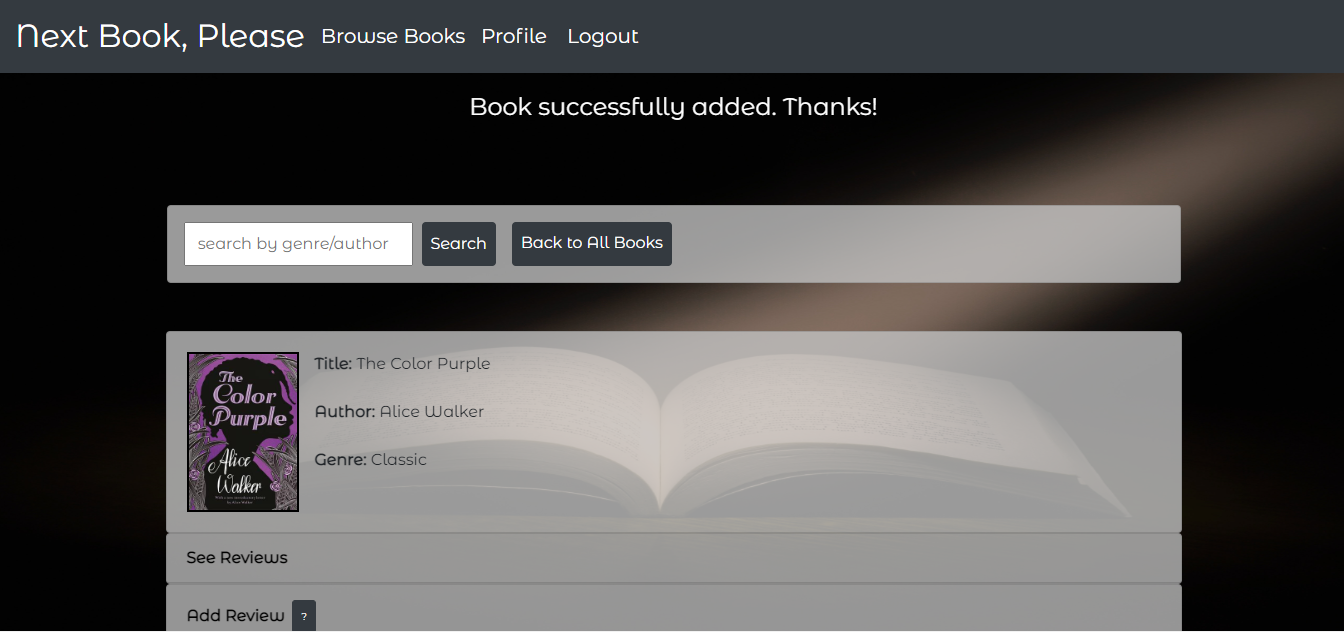 Next Book, Please Browse Books Profile Logout
Book successfully added. Thanks!
search by genre/author Search Back to All Books
The
Color
Purple
Alice
Walker
Title: The Color Purple
Author: Alice Walker
Genre: Classic
See Reviews
Add Review ?